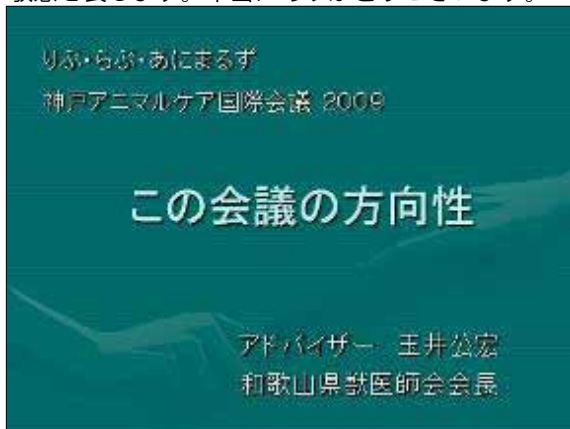 りぶ・らぶ・あにまるず
神戸アニマルケア国際会議 2009
この会議の方向性
アドバイザー 玉井公宏
和歌山県獣医師会会長